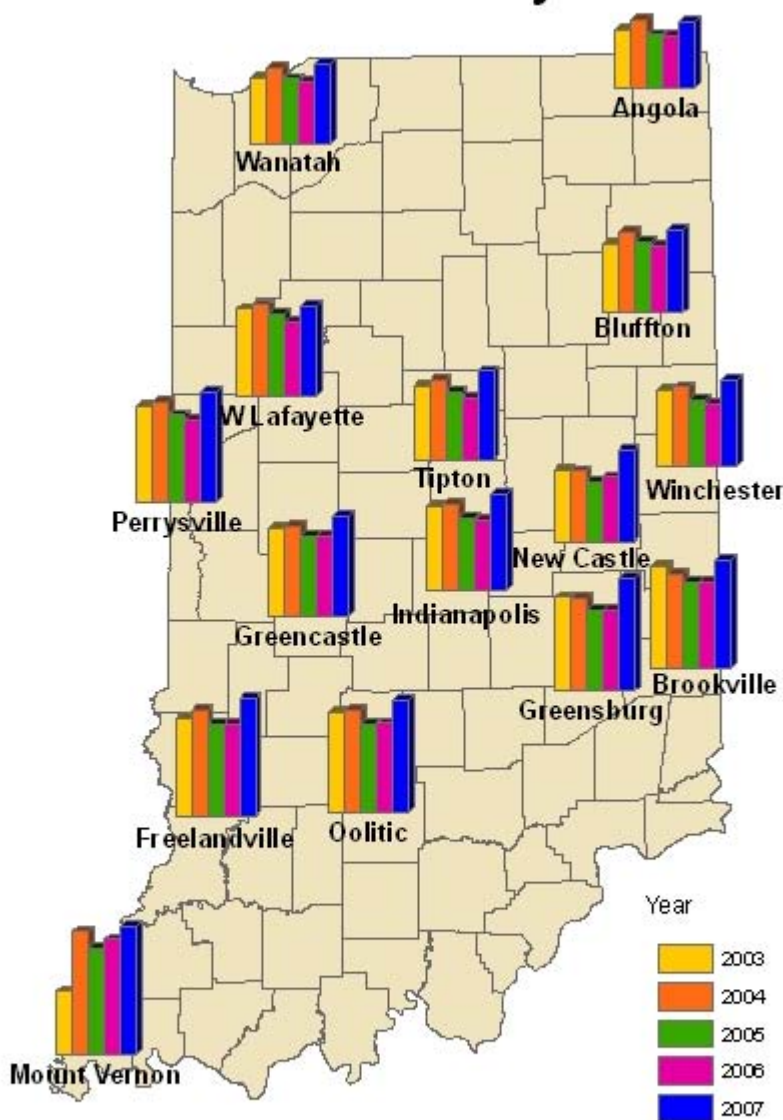 Angola
Wanatah
Bluffton
W Lafayette
Tipton
Winchester
Perrysville
New Castle
Indianapolis
Greencastle
Brookville
Greensburg
Freelandville
Oolitic
Mount Vernon
Year
2003
2004
2005
2006
2007